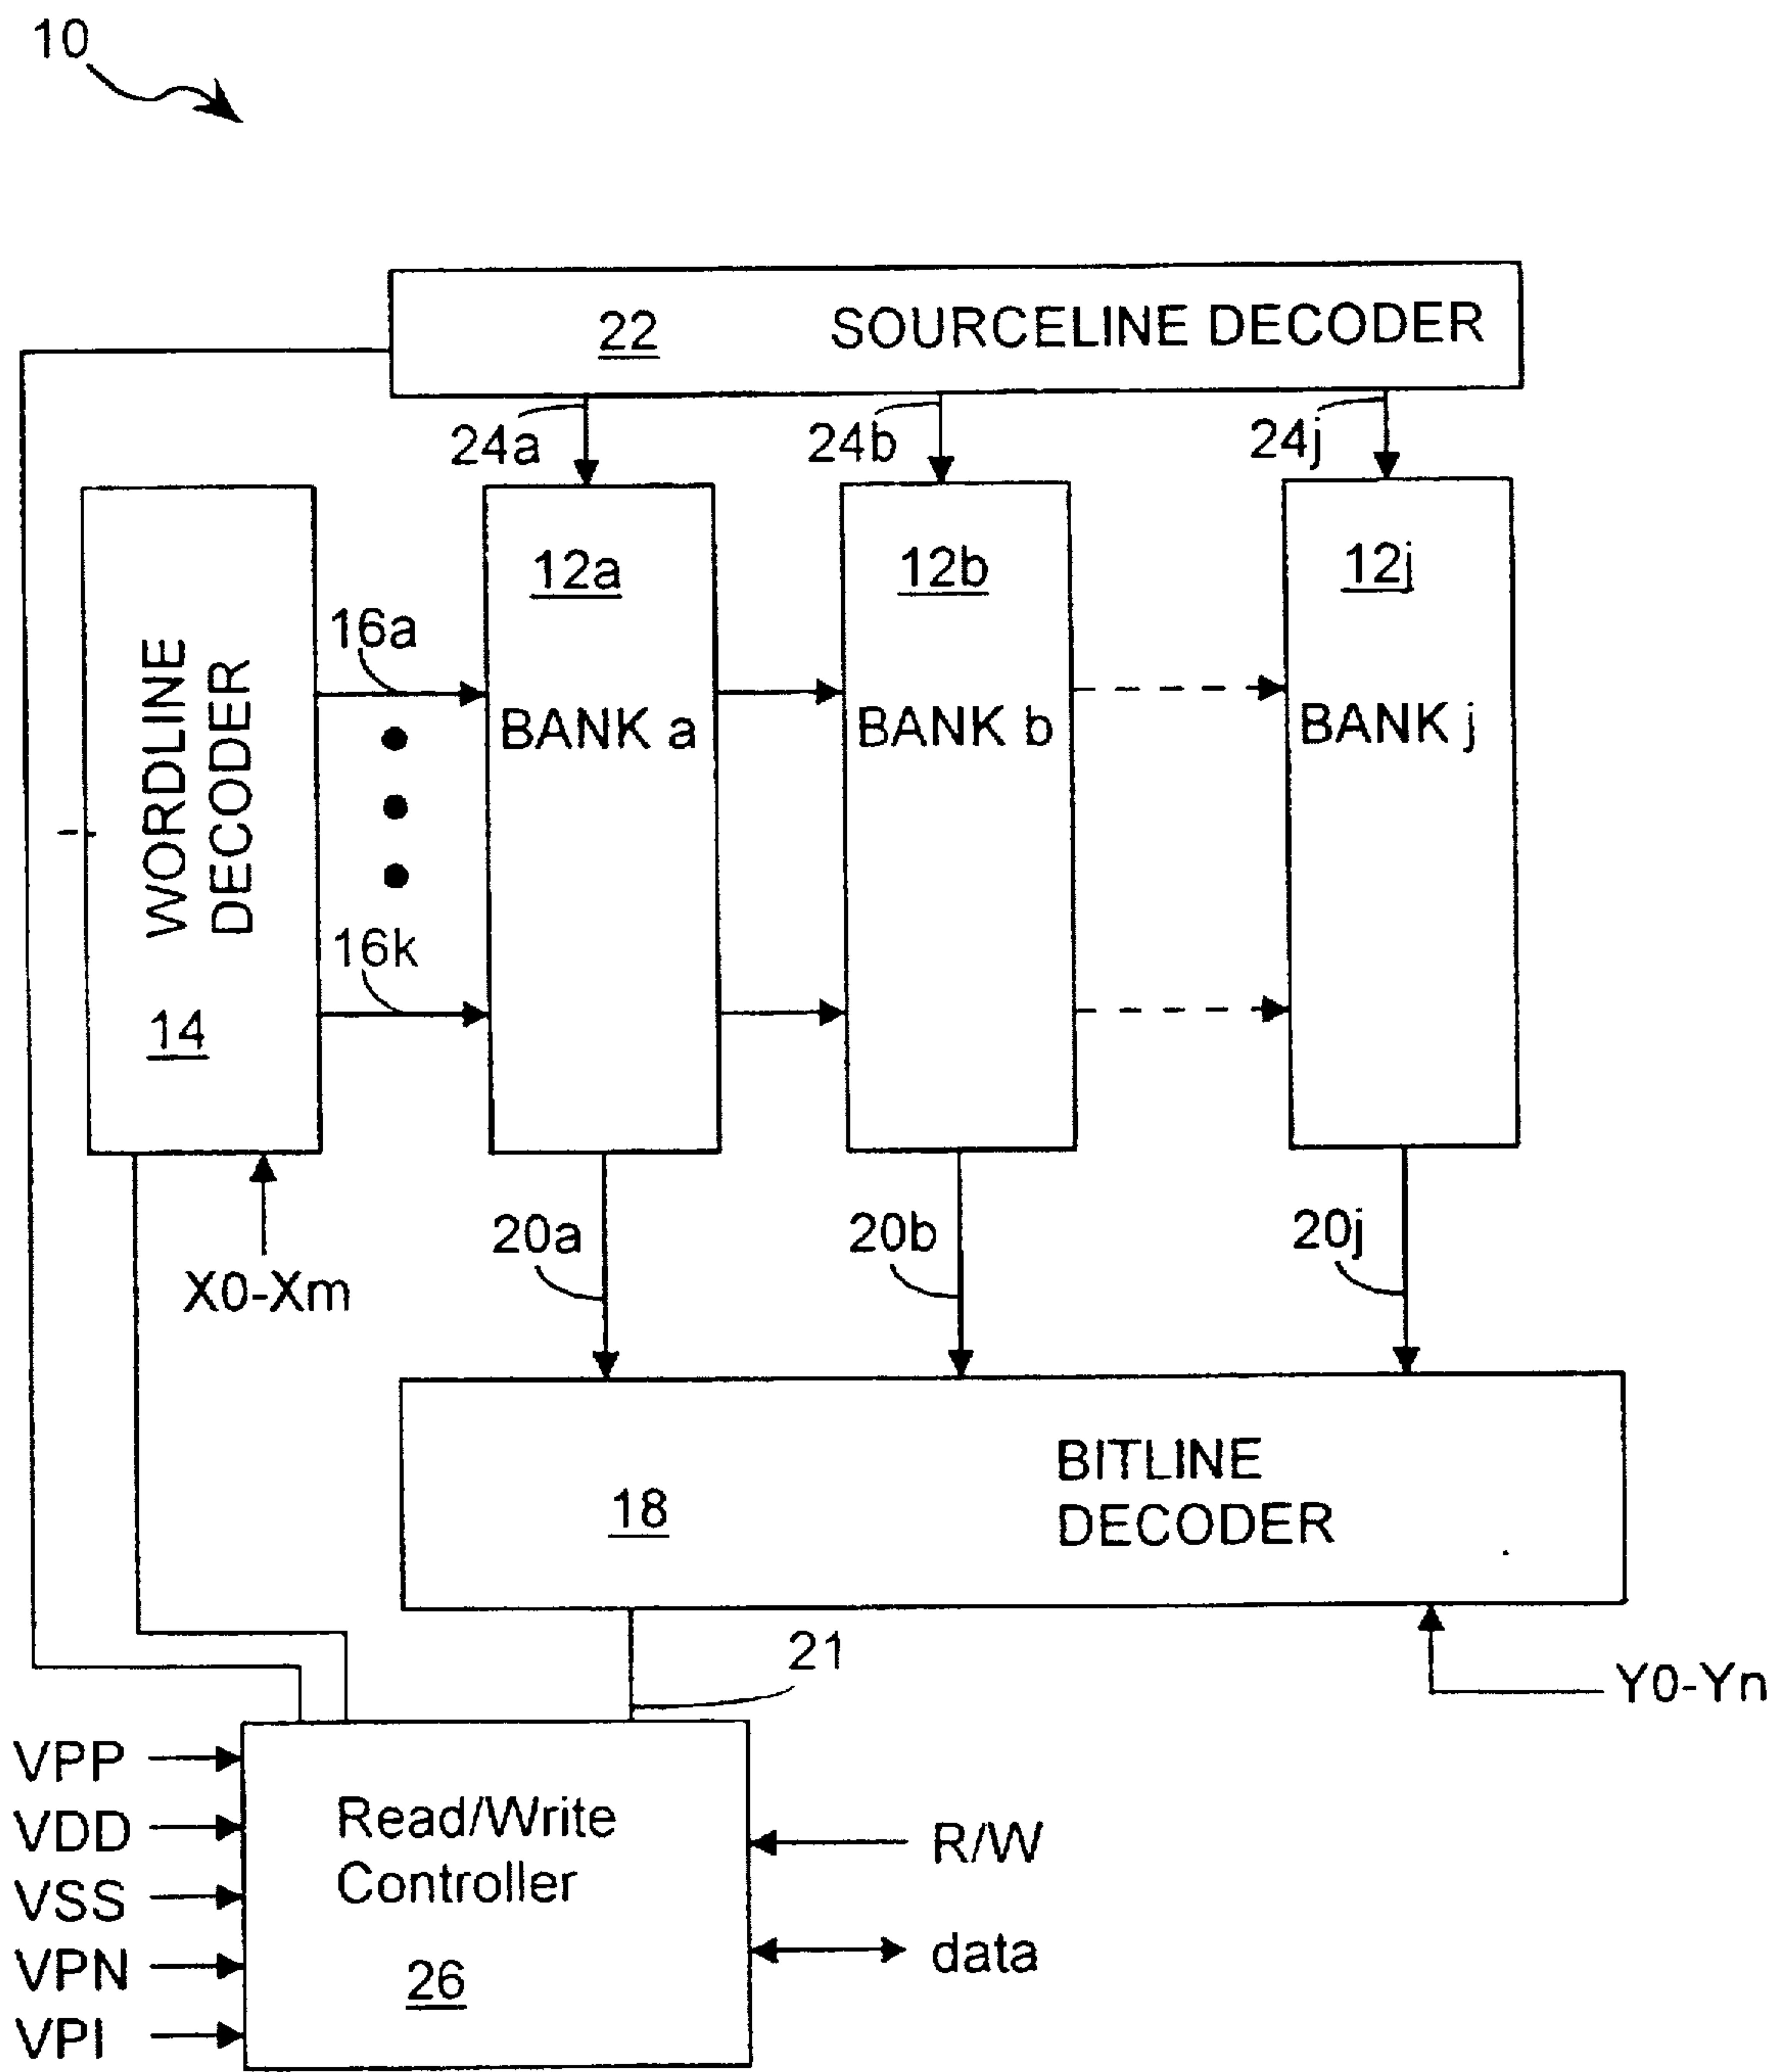 10
22 SOURCELINE DECODER
24a 24b 24j
12a 12b 12j
16a
WORDLINE
DECODER
BANK a BANK b BANK j
16k
14
20a 20b 20j
X0-Xm
BITLINE
DECODER
18
21
Y0-Yn
VPP
VDD
VSS
VPN
VPI
Read/Write
Controller
26
R/W
data